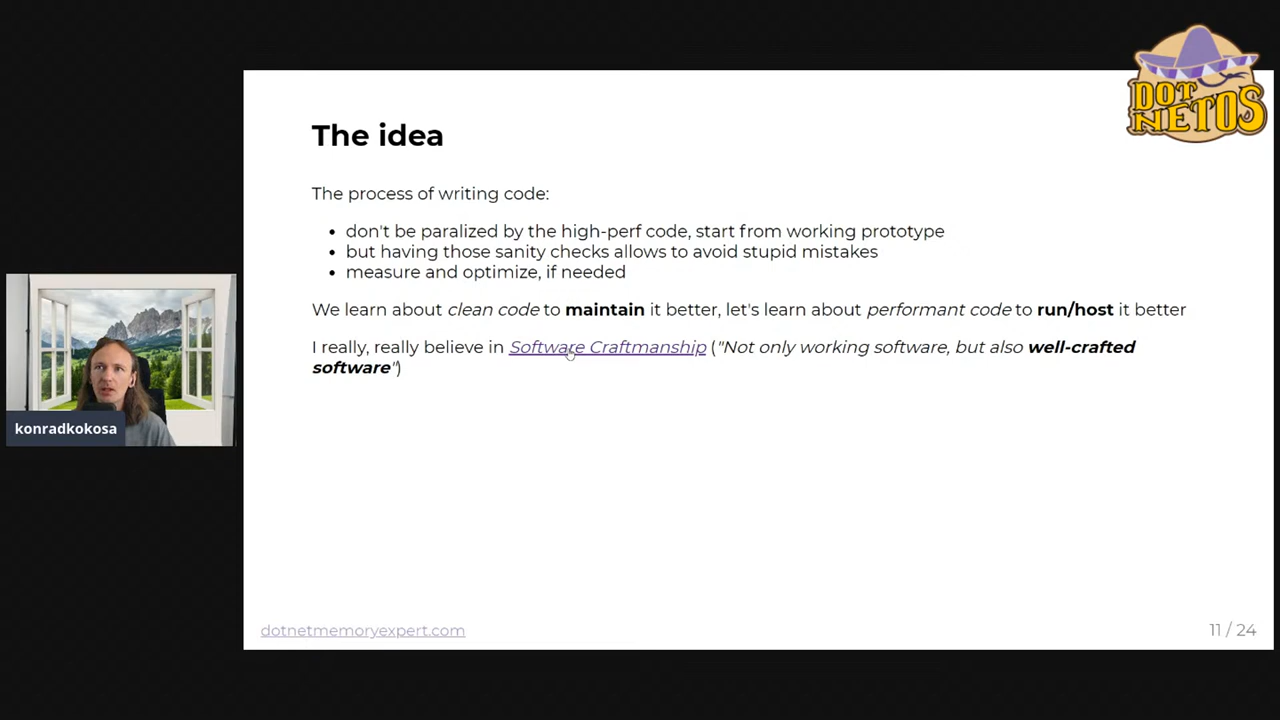 DOT
NETOS
The idea
The process of writing code:
• don't be paralized by the high-perf code, start from working prototype
• but having those sanity checks allows to avoid stupid mistakes
• measure and optimize, if needed
We learn about clean code to maintain it better, let's learn about performant code to run/host it better
I really, really believe in Software Craftmanship ("Not only working software, but also well-crafted
software")
konradkokosa
dotnetmemoryexpert.com
11 / 24